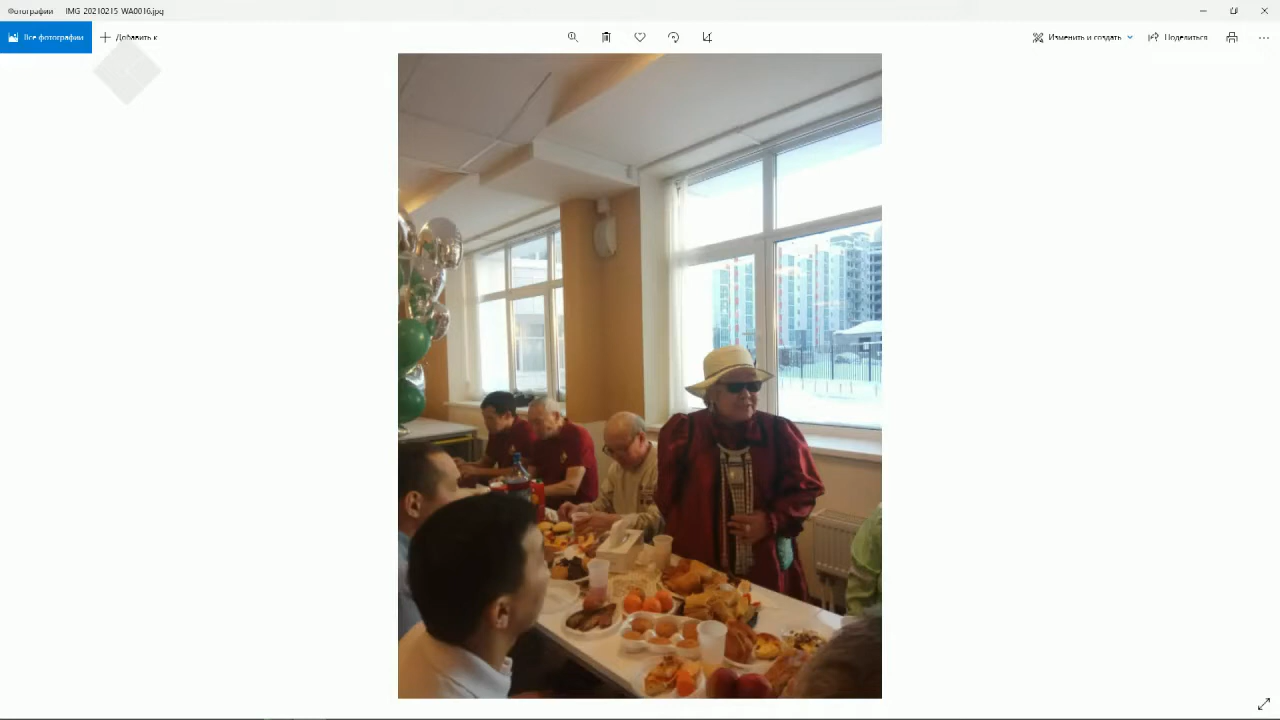 Фотографии    IMG-20210215-WA0016.jpg
Все фотографии    Добавить к    Изменить и создать    Поделиться